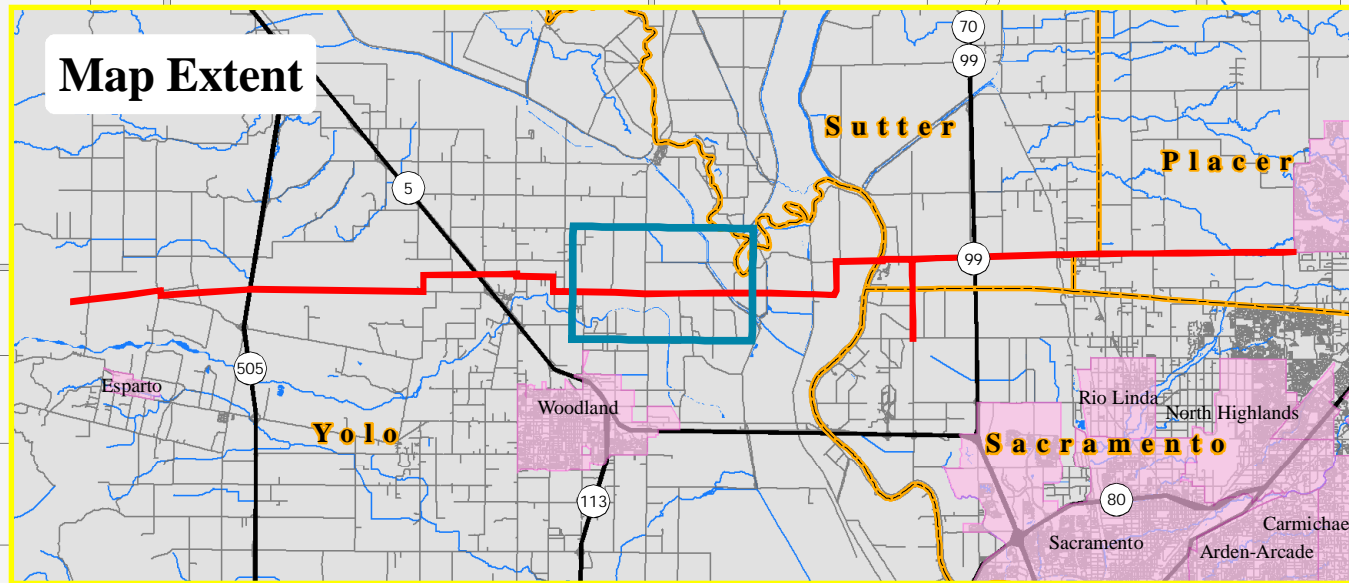 Map Extent
70
99
Sutter
Placer
5
99
505
Esparto
Woodland
Yolo
Rio Linda
North Highlands
Sacramento
113
80
Sacramento
Carmichae
Arden-Arcade